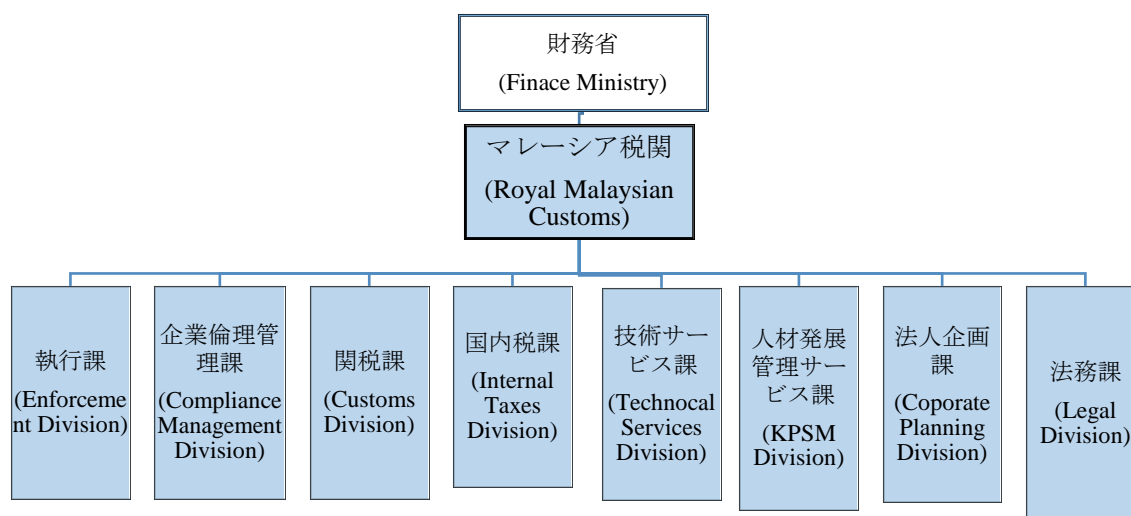 財務省
(Finace Ministry)
マレーシア税関
(Royal Malaysian
Customs)
執行課
(Enforceme
nt Division)
企業倫理管
理課
(Compliance
Management
Division)
関税課
(Customs
Division)
国内税課
(Internal
Taxes
Division)
技術サー
ビス課
(Technocal
Services
Division)
人材発展
管理サー
ビス課
(KPSM
Division)
法人企画
課
(Coporate
Planning
Division)
法務課
(Legal
Division)